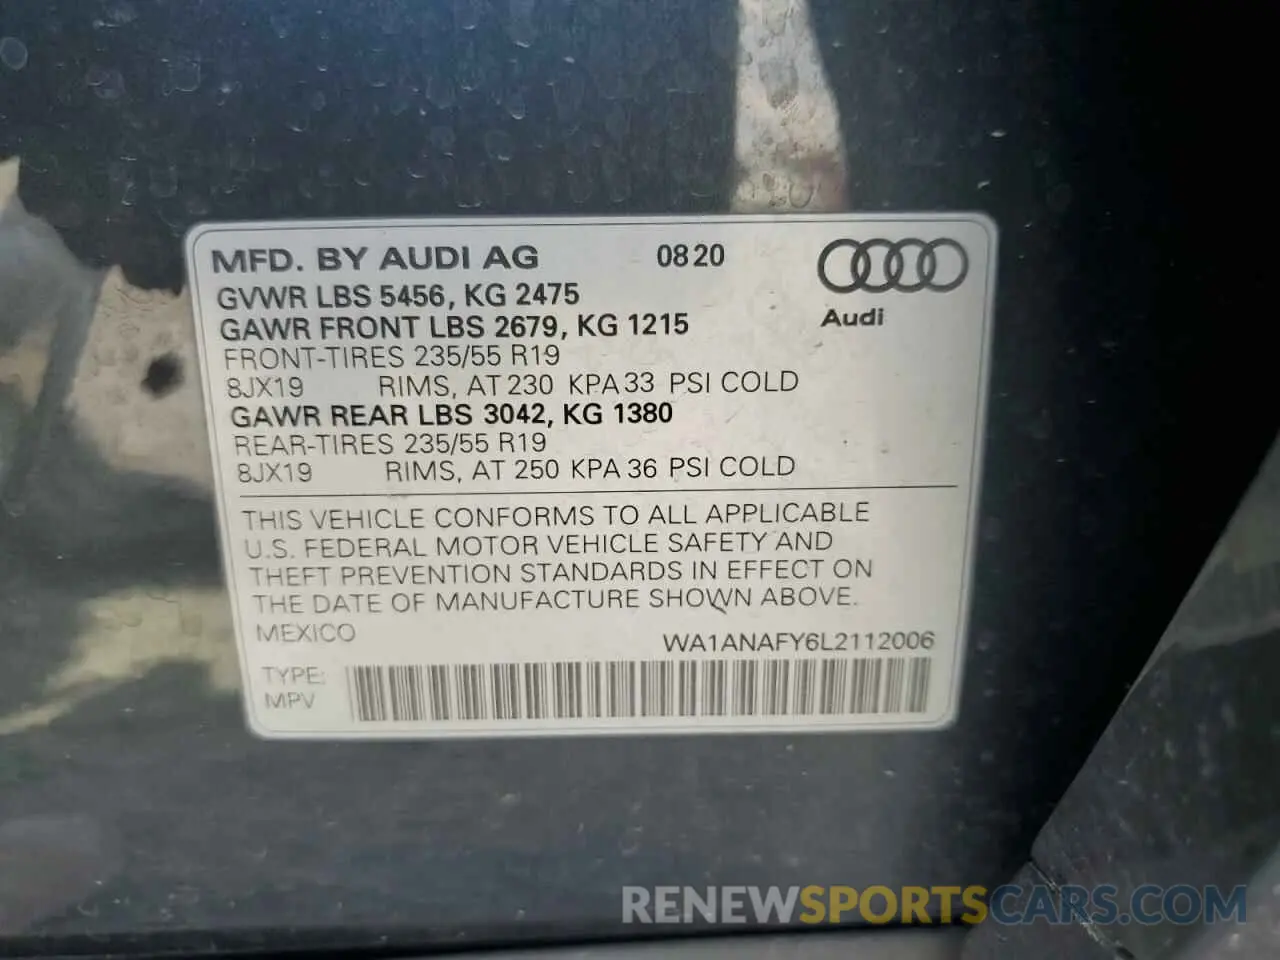 MFD. BY AUDI AG 0820
GVWR LBS 5456, KG 2475
GAWR FRONT LBS 2679, KG 1215
Audi
FRONT-TIRES 235/55 R19
8JX19 RIMS, AT 230 KPA 33 PSI COLD
GAWR REAR LBS 3042, KG 1380
REAR-TIRES 235/55 R19
8JX19 RIMS, AT 250 KPA 36 PSI COLD
THIS VEHICLE CONFORMS TO ALL APPLICABLE
U.S. FEDERAL MOTOR VEHICLE SAFETY AND
THEFT PREVENTION STANDARDS IN EFFECT ON
THE DATE OF MANUFACTURE SHOWN ABOVE.
MEXICO WA1ANAFY6L2112006
TYPE:
MPV
RENEWSPORTSCARS.COM